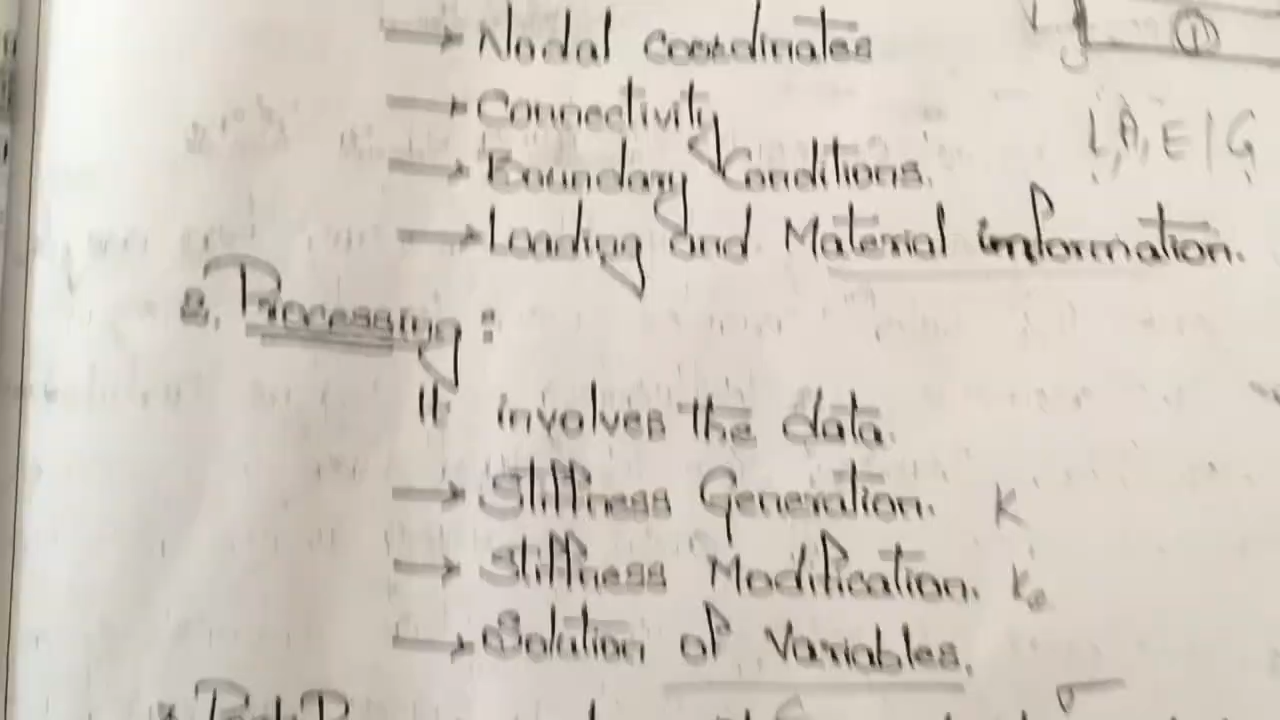 → Nodal coordinates
①
→ Connectivity
L, A, E / G
→ Boundary Conditions.
→ Loading and Material information.
2. Processing :
It involves the data.
→ Stiffness Generation. K
→ Stiffness Modification. K
→ Solution of Variables.
σ